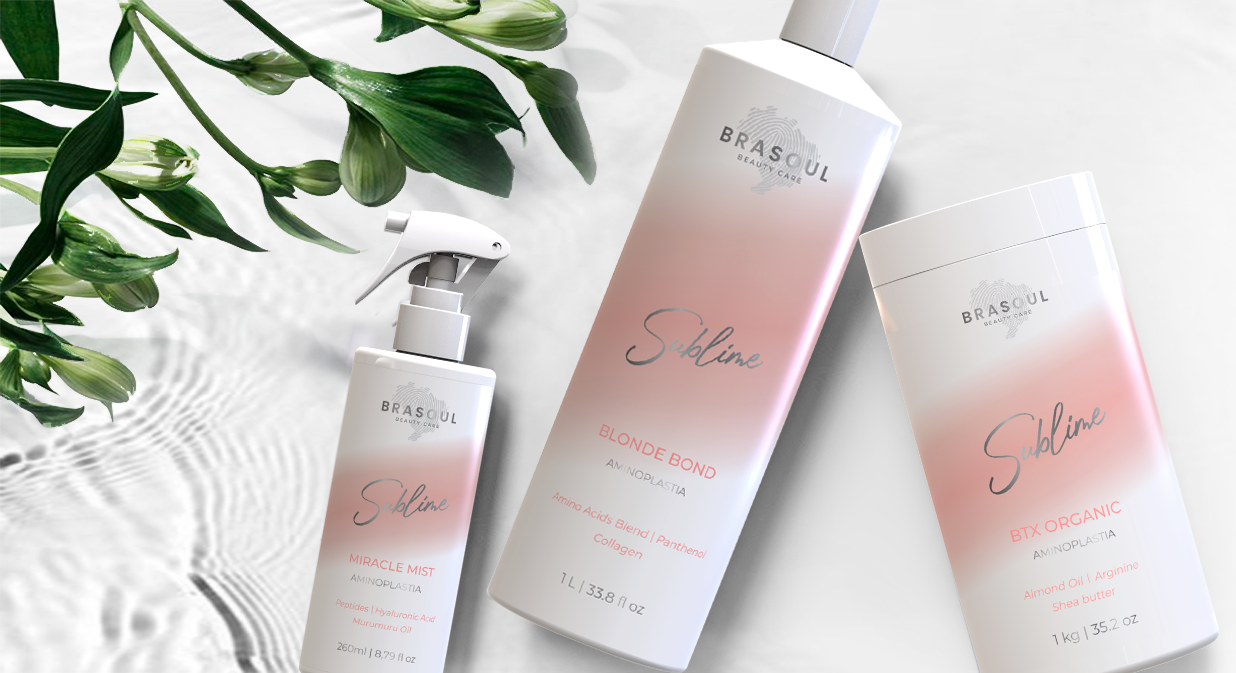 BRASOUL
BEAUTY CARE
Sublime
MIRACLE MIST
AMINOPLASTIA
Peptides | Hyaluronic Acid
Murumuru Oil
260ml | 8,79 fl oz
BRASOUL
BEAUTY CARE
Sublime
BLONDE BOND
AMINOPLASTIA
Amino Acids Blend | Panthenol
Collagen
1 L | 33.8 fl oz
BRASOUL
BEAUTY CARE
Sublime
BTX ORGANIC
AMINOPLASTIA
Almond Oil | Arginine
Shea butter
1 kg | 35.2 oz